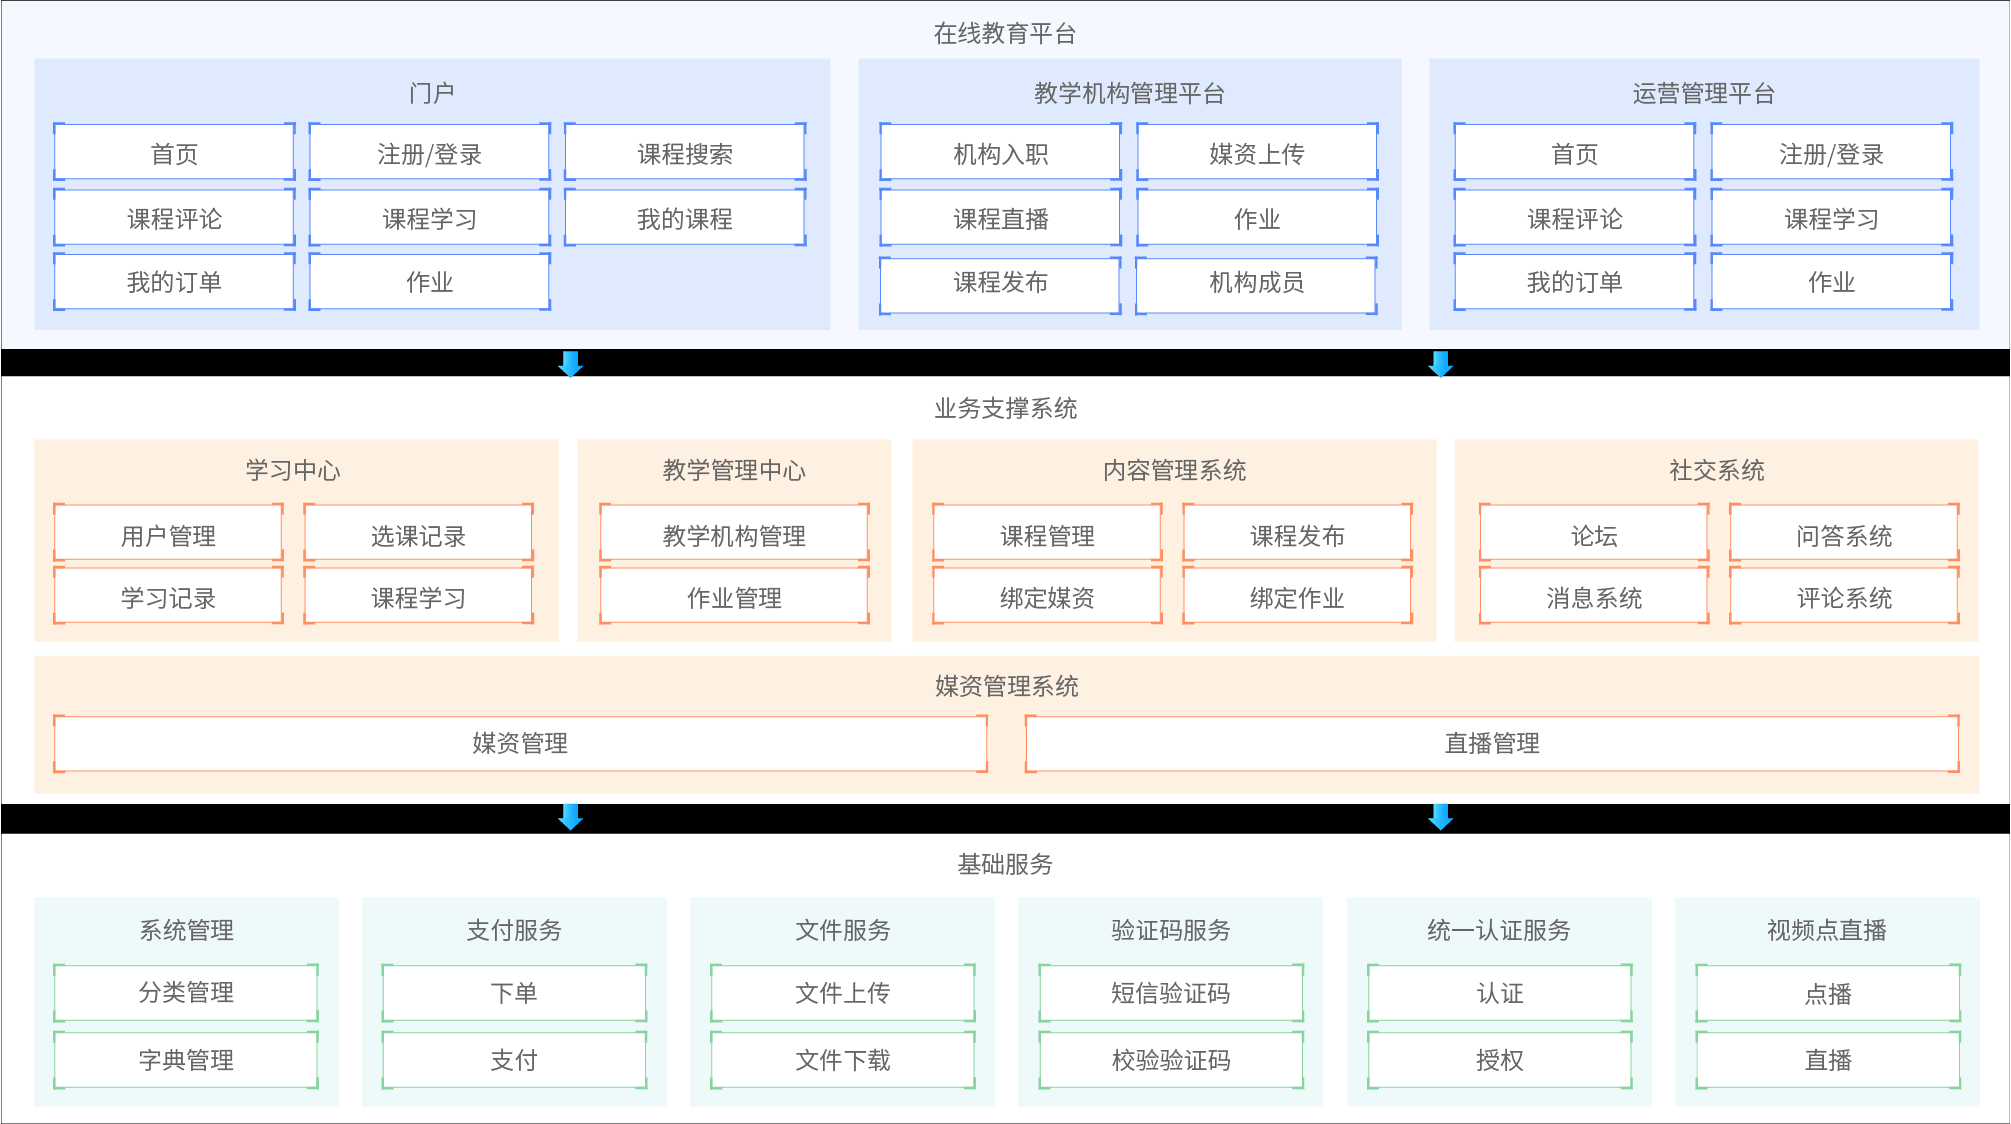 在线教育平台
门户
首页
注册/登录
课程搜索
课程评论
课程学习
我的课程
我的订单
作业
教学机构管理平台
机构入职
媒资上传
课程直播
作业
课程发布
机构成员
运营管理平台
首页
注册/登录
课程评论
课程学习
我的订单
作业
业务支撑系统
学习中心
用户管理
选课记录
学习记录
课程学习
教学管理中心
教学机构管理
作业管理
内容管理系统
课程管理
课程发布
绑定媒资
绑定作业
社交系统
论坛
问答系统
消息系统
评论系统
媒资管理系统
媒资管理
直播管理
基础服务
系统管理
分类管理
字典管理
支付服务
下单
支付
文件服务
文件上传
文件下载
验证码服务
短信验证码
校验验证码
统一认证服务
认证
授权
视频点直播
点播
直播